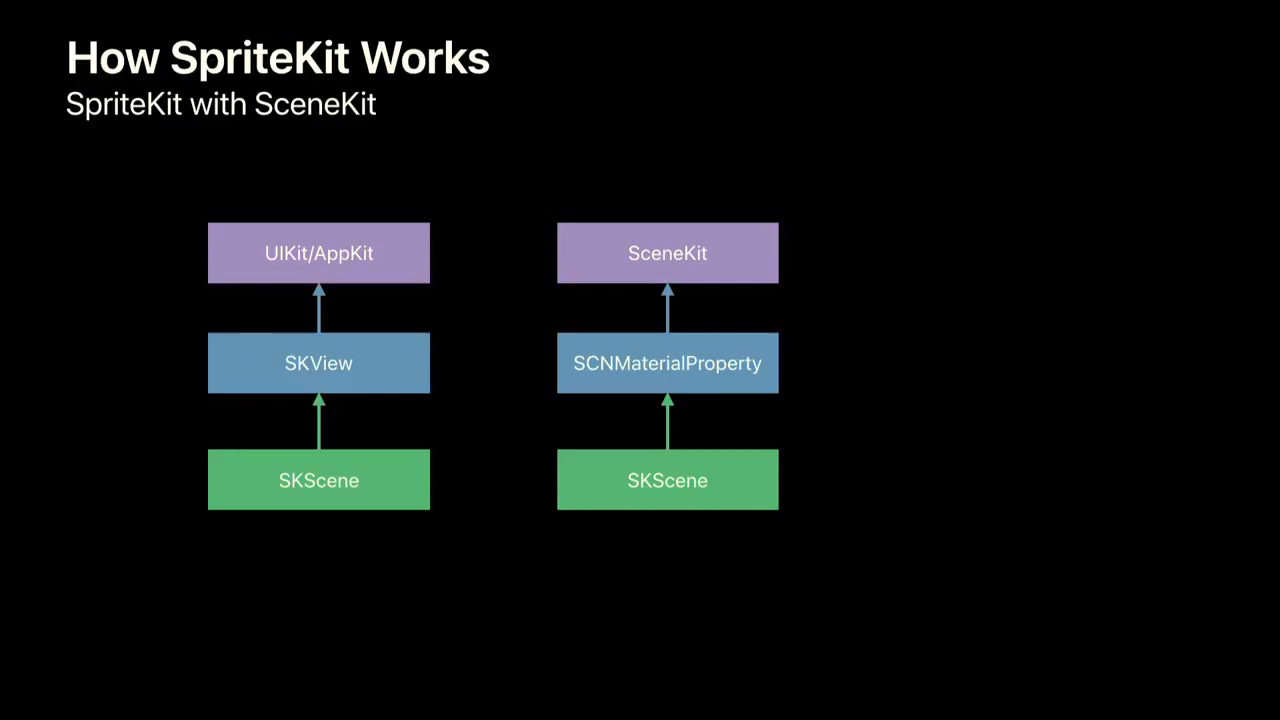 How SpriteKit Works
SpriteKit with SceneKit
UIKit/AppKit
SceneKit
SKView
SCNMaterialProperty
SKScene
SKScene